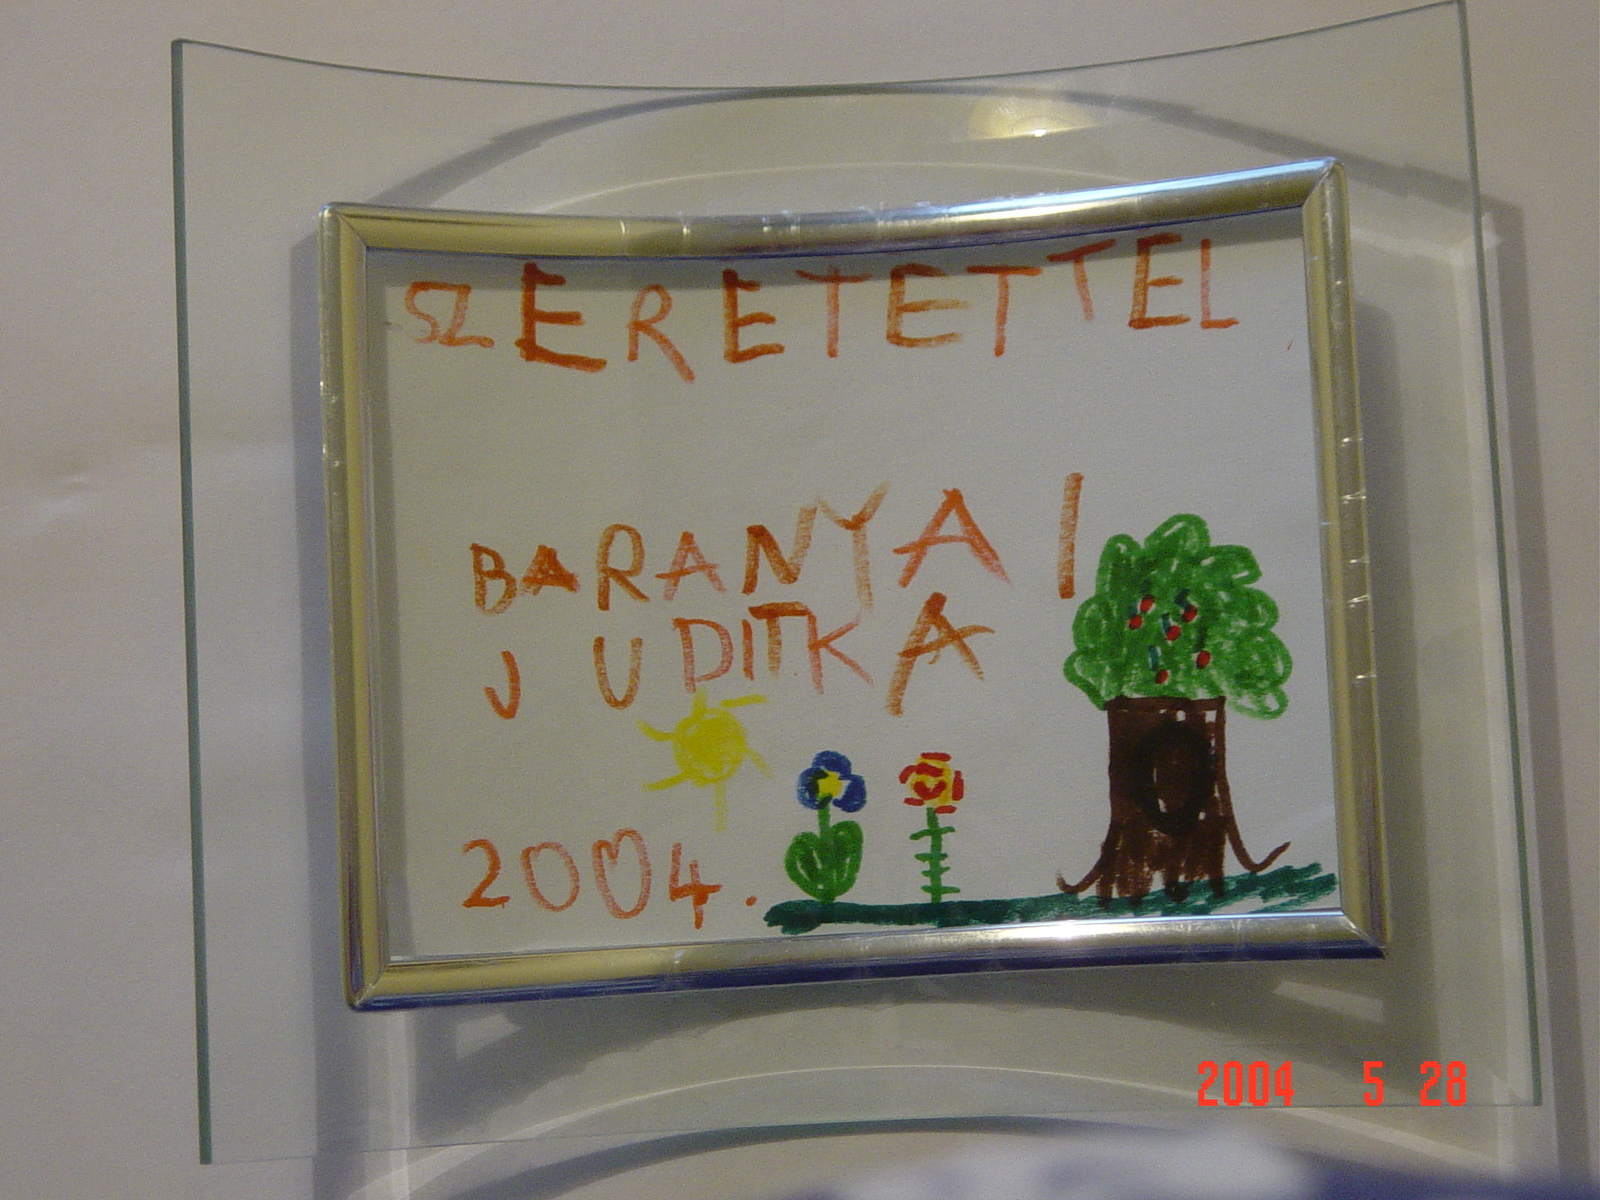 SZERETETTEL
BARANYAI
JUDITKA
2004.
2004 5 28